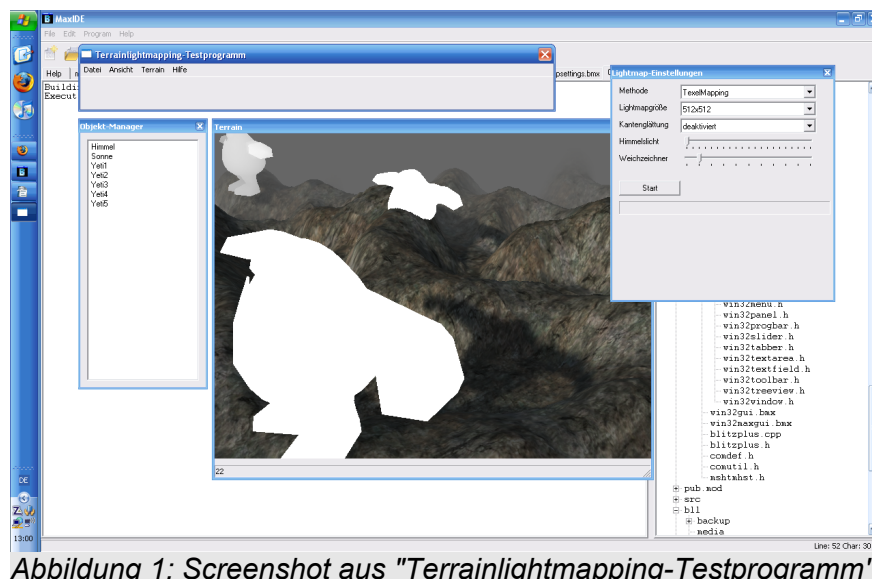 MaxIDE
File Edit Program Help
Terrainlightmapping-Testprogramm
Help
Datei Ansicht Terrain Hilfe
psettings.bmx
Buildi
Execut
Lightmap-Einstellungen
Methode TexelMapping
Lightmapgröße 512x512
Kantenglättung deaktiviert
Himmelslicht
Weichzeichner
Start
Objekt-Manager
Himmel
Sonne
Yeti1
Yeti2
Yeti3
Yeti4
Yeti5
Terrain
22
win32menu.h
win32panel.h
win32progbar.h
win32slider.h
win32tabber.h
win32textarea.h
win32textfield.h
win32toolbar.h
win32treeview.h
win32window.h
win32gui.bmx
win32maxgui.bmx
blitzplus.cpp
blitzplus.h
comdef.h
comutil.h
mshtmhst.h
pub.mod
src
bll
backup
media
DE
13:00
Line: 52 Char: 30
Abbildung 1: Screenshot aus "Terrainlightmapping-Testprogramm"